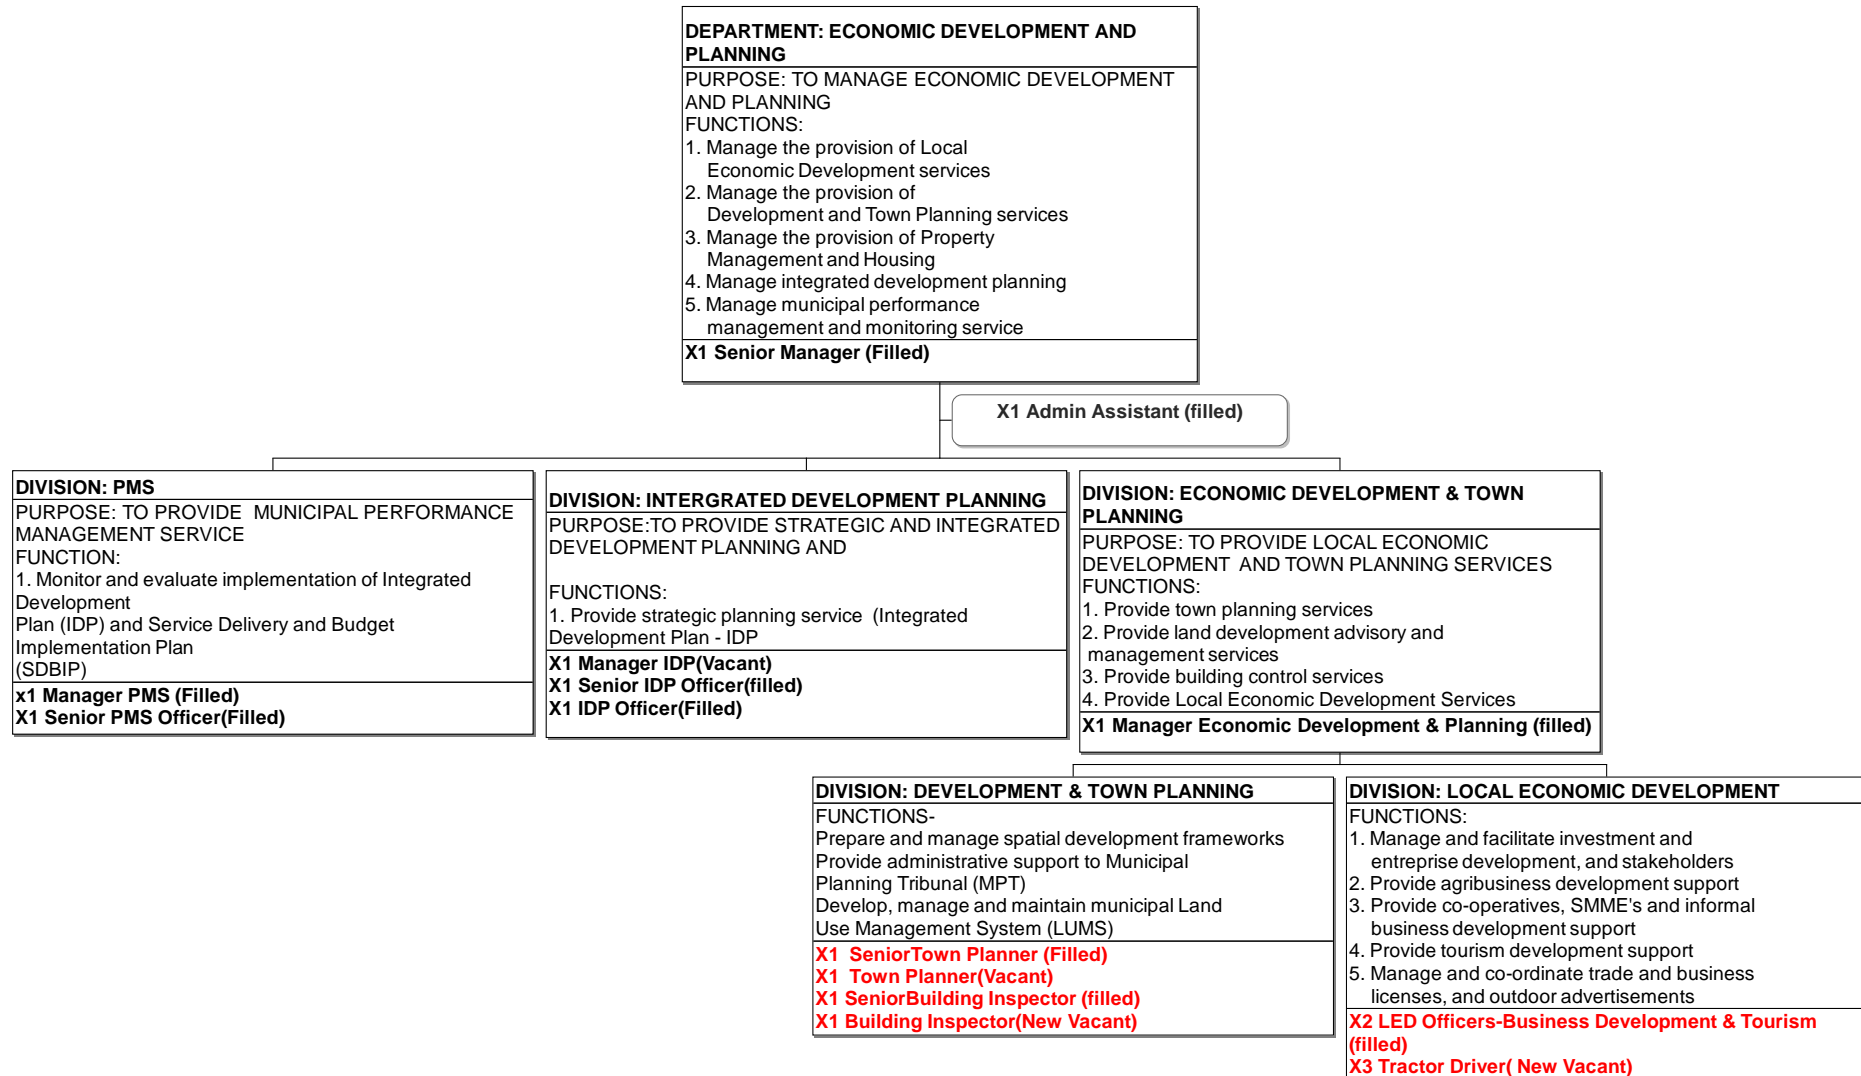 DEPARTMENT: ECONOMIC DEVELOPMENT AND
PLANNING
PURPOSE: TO MANAGE ECONOMIC DEVELOPMENT
AND PLANNING
FUNCTIONS:
1. Manage the provision of Local
Economic Development services
2. Manage the provision of
Development and Town Planning services
3. Manage the provision of Property
Management and Housing
4. Manage integrated development planning
5. Manage municipal performance
management and monitoring service
X1 Senior Manager (Filled)
X1 Admin Assistant (filled)
DIVISION: PMS
PURPOSE: TO PROVIDE MUNICIPAL PERFORMANCE
MANAGEMENT SERVICE
FUNCTION:
1. Monitor and evaluate implementation of Integrated
Development
Plan (IDP) and Service Delivery and Budget
Implementation Plan
(SDBIP)
x1 Manager PMS (Filled)
X1 Senior PMS Officer(Filled)
DIVISION: INTERGRATED DEVELOPMENT PLANNING
PURPOSE:TO PROVIDE STRATEGIC AND INTEGRATED
DEVELOPMENT PLANNING AND
FUNCTIONS:
1. Provide strategic planning service (Integrated
Development Plan - IDP
X1 Manager IDP(Vacant)
X1 Senior IDP Officer(filled)
X1 IDP Officer(Filled)
DIVISION: ECONOMIC DEVELOPMENT & TOWN
PLANNING
PURPOSE: TO PROVIDE LOCAL ECONOMIC
DEVELOPMENT AND TOWN PLANNING SERVICES
FUNCTIONS:
1. Provide town planning services
2. Provide land development advisory and
management services
3. Provide building control services
4. Provide Local Economic Development Services
X1 Manager Economic Development & Planning (filled)
DIVISION: DEVELOPMENT & TOWN PLANNING
FUNCTIONS-
Prepare and manage spatial development frameworks
Provide administrative support to Municipal
Planning Tribunal (MPT)
Develop, manage and maintain municipal Land
Use Management System (LUMS)
X1 SeniorTown Planner (Filled)
X1 Town Planner(Vacant)
X1 SeniorBuilding Inspector (filled)
X1 Building Inspector(New Vacant)
DIVISION: LOCAL ECONOMIC DEVELOPMENT
FUNCTIONS:
1. Manage and facilitate investment and
entreprise development, and stakeholders
2. Provide agribusiness development support
3. Provide co-operatives, SMME's and informal
business development support
4. Provide tourism development support
5. Manage and co-ordinate trade and business
licenses, and outdoor advertisements
X2 LED Officers-Business Development & Tourism
(filled)
X3 Tractor Driver( New Vacant)